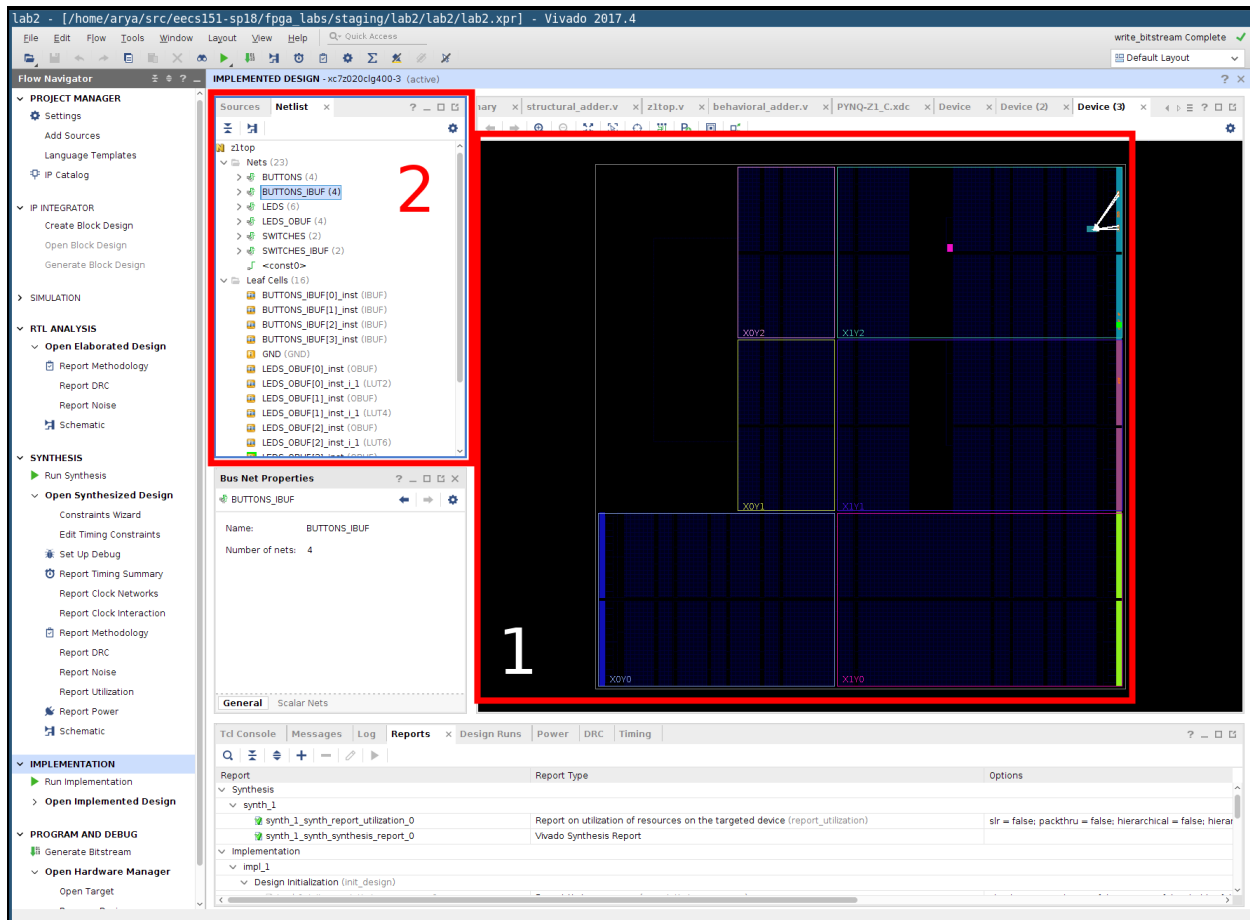 lab2 - [/home/arya/src/eecs151-sp18/fpga_labs/staging/lab2/lab2/lab2.xpr] - Vivado 2017.4
File Edit Flow Tools Window Layout View Help Quick Access
write_bitstream Complete
Default Layout
Flow Navigator
IMPLEMENTED DESIGN - xc7z020clg400-3 (active)
PROJECT MANAGER
Settings
Add Sources
Language Templates
IP Catalog
IP INTEGRATOR
Create Block Design
Open Block Design
Generate Block Design
SIMULATION
RTL ANALYSIS
Open Elaborated Design
Report Methodology
Report DRC
Report Noise
Schematic
SYNTHESIS
Run Synthesis
Open Synthesized Design
Constraints Wizard
Edit Timing Constraints
Set Up Debug
Report Timing Summary
Report Clock Networks
Report Clock Interaction
Report Methodology
Report DRC
Report Noise
Report Utilization
Report Power
Schematic
IMPLEMENTATION
Run Implementation
Open Implemented Design
PROGRAM AND DEBUG
Generate Bitstream
Open Hardware Manager
Open Target
Sources Netlist
z1top
Nets (23)
BUTTONS (4)
BUTTONS_IBUF (4)
LEDS (6)
LEDS_OBUF (4)
SWITCHES (2)
SWITCHES_IBUF (2)
<const0>
Leaf Cells (16)
BUTTONS_IBUF[0]_inst (IBUF)
BUTTONS_IBUF[1]_inst (IBUF)
BUTTONS_IBUF[2]_inst (IBUF)
BUTTONS_IBUF[3]_inst (IBUF)
GND (GND)
LEDS_OBUF[0]_inst (OBUF)
LEDS_OBUF[0]_inst_i_1 (LUT2)
LEDS_OBUF[1]_inst (OBUF)
LEDS_OBUF[1]_inst_i_1 (LUT4)
LEDS_OBUF[2]_inst (OBUF)
LEDS_OBUF[2]_inst_i_1 (LUT6)
2
Bus Net Properties
BUTTONS_IBUF
Name: BUTTONS_IBUF
Number of nets: 4
General Scalar Nets
structural_adder.v z1top.v behavioral_adder.v PYNQ-Z1_C.xdc Device Device (2) Device (3)
X0Y2 X1Y2
X0Y1 X1Y1
X0Y0 X1Y0
1
Tcl Console Messages Log Reports Design Runs Power DRC Timing
Report Report Type Options
Synthesis
synth_1
synth_1_synth_report_utilization_0 Report on utilization of resources on the targeted device (report_utilization) slr = false; packthru = false; hierarchical = false; hierar
synth_1_synth_synthesis_report_0 Vivado Synthesis Report
Implementation
impl_1
Design Initialization (init_design)